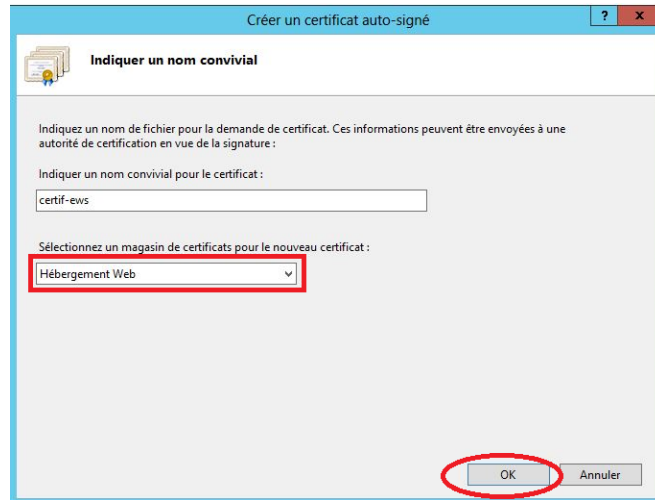 Créer un certificat auto-signé
? x
Indiquer un nom convivial
Indiquez un nom de fichier pour la demande de certificat. Ces informations peuvent être envoyées à une
autorité de certification en vue de la signature :
Indiquer un nom convivial pour le certificat :
certif-ews
Sélectionnez un magasin de certificats pour le nouveau certificat :
Hébergement Web
OK Annuler